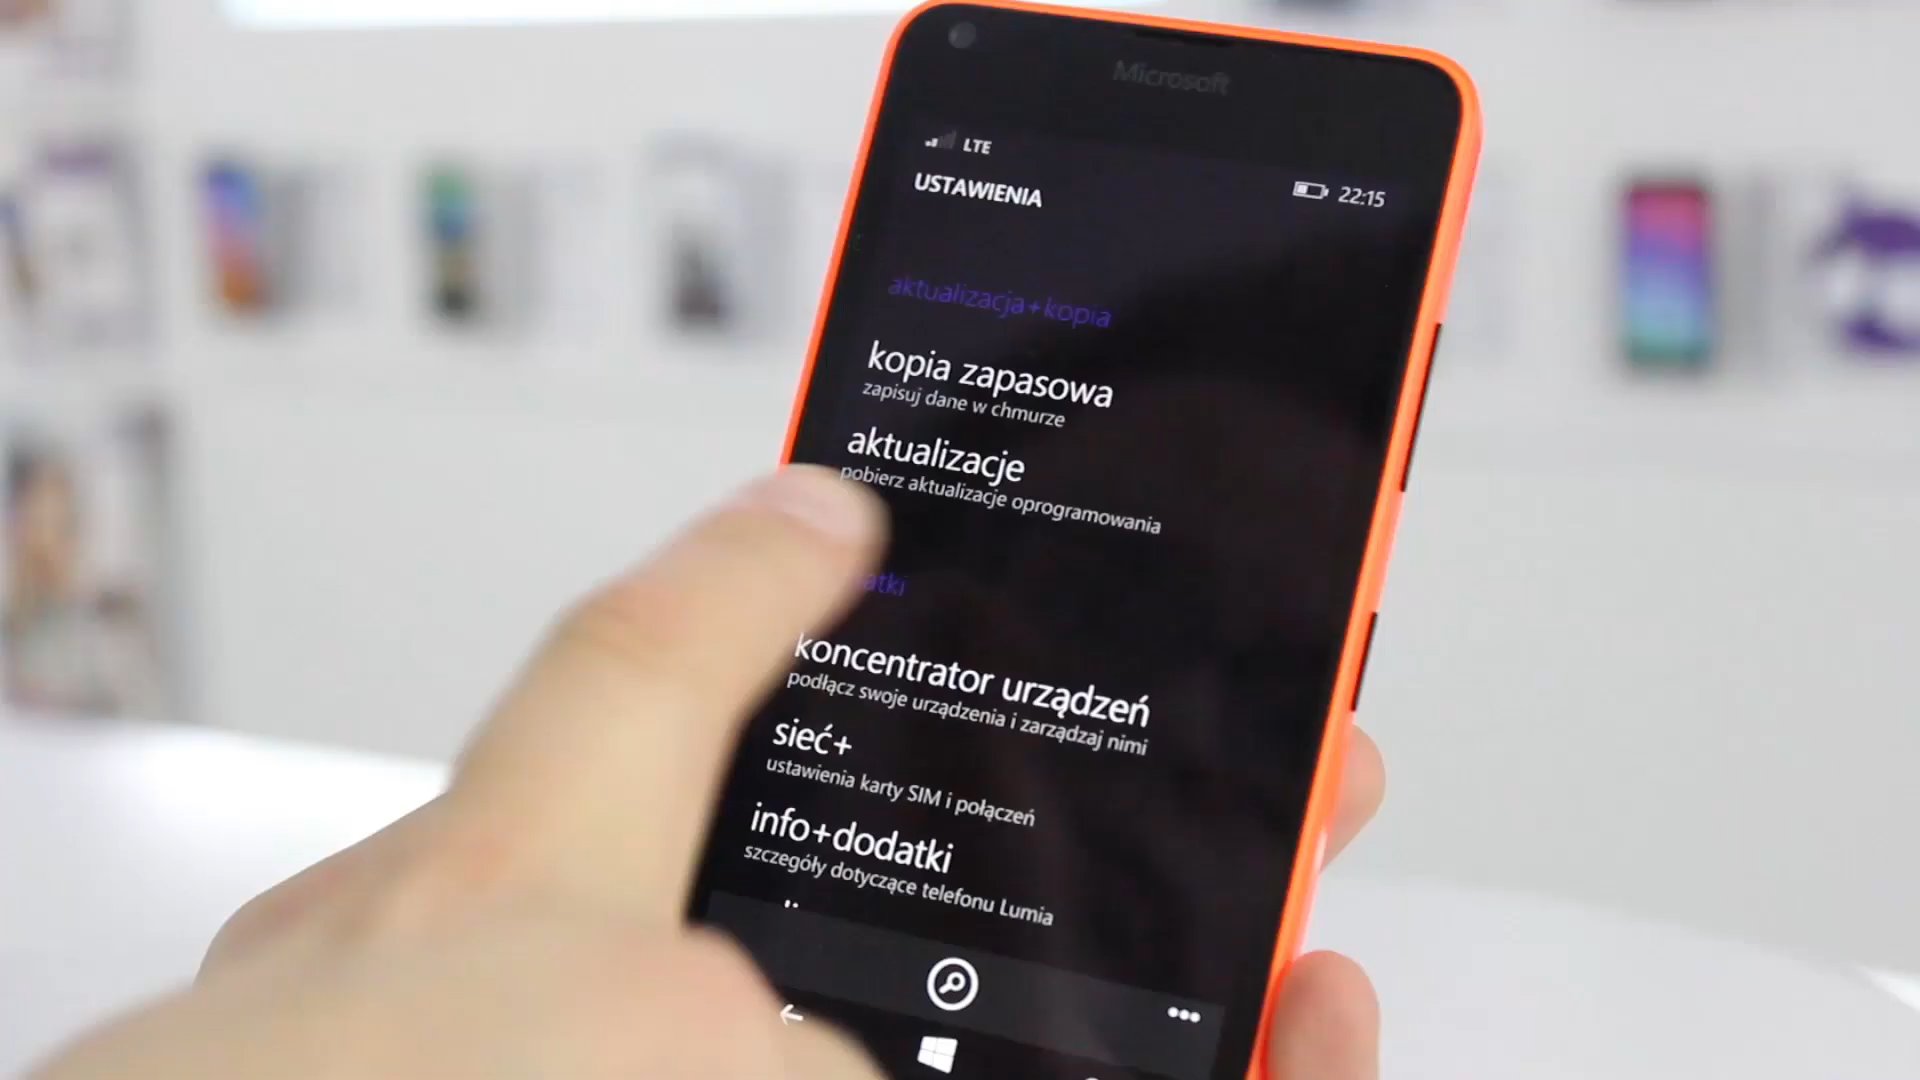 Microsoft
LTE
22:15
USTAWIENIA
aktualizacja+kopia
kopia zapasowa
zapisuj dane w chmurze
aktualizacje
pobierz aktualizacje oprogramowania
atki
koncentrator urządzeń
podłącz swoje urządzenia i zarządzaj nimi
sieć+
ustawienia karty SIM i połączeń
info+dodatki
szczegóły dotyczące telefonu Lumia